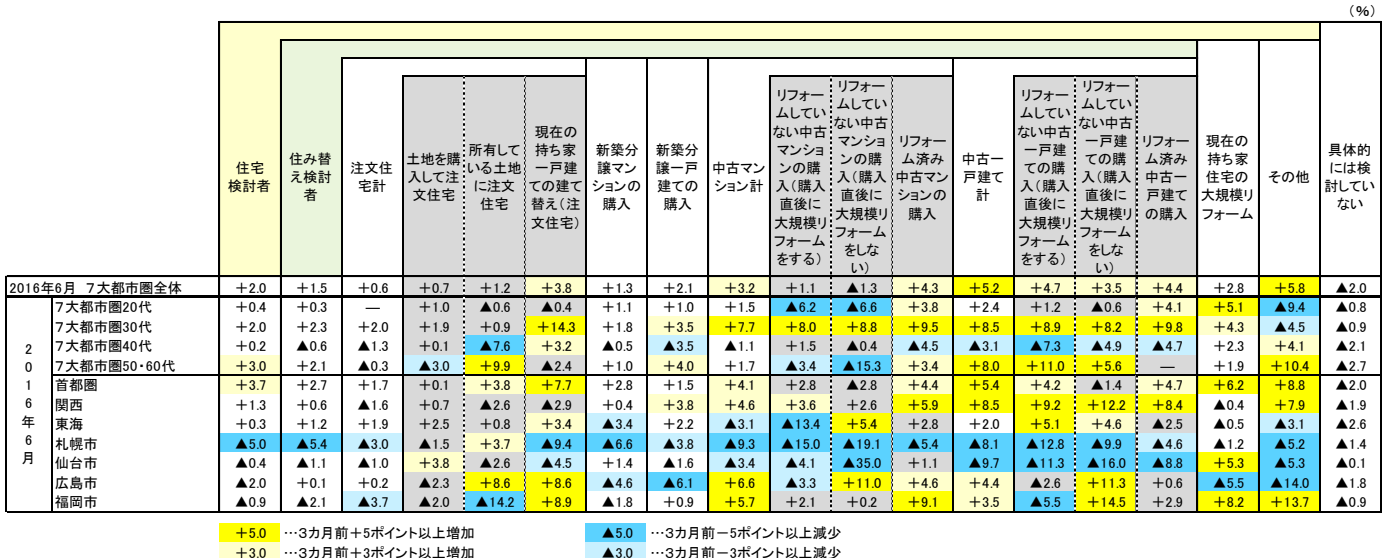 （％）
住宅
検討者
住み替
え検討
者
注文住
宅計
土地を購
入して注
文住宅
所有して
いる土地
に注文
住宅
現在の
持ち家
一戸建
ての建て
替え（注
文住宅）
新築分
譲マン
ションの
購入
新築分
譲一戸
建ての
購入
中古マン
ション計
リフォー
ムしてい
ない中古
マンショ
ンの購
入（購入
直後に
大規模リ
フォーム
をする）
リフォー
ムしてい
ない中古
マンショ
ンの購
入（購入
直後に
大規模リ
フォーム
をしな
い）
リフォー
ム済み
中古マン
ションの
購入
中古一
戸建て
計
リフォー
ムしてい
ない中古
一戸建
ての購
入（購入
直後に
大規模リ
フォーム
をする）
リフォー
ムしてい
ない中古
一戸建
ての購
入（購入
直後に
大規模リ
フォーム
をしな
い）
リフォー
ム済み
中古一
戸建て
の購入
現在の
持ち家
住宅の
大規模リ
フォーム
その他
具体的
には検
討してい
ない
2016年6月 7大都市圏全体 ＋2.0 ＋1.5 ＋0.6 ＋0.7 ＋1.2 ＋3.8 ＋1.3 ＋2.1 ＋3.2 ＋1.1 ▲1.3 ＋4.3 ＋5.2 ＋4.7 ＋3.5 ＋4.4 ＋2.8 ＋5.8 ▲2.0
2016年6月
7大都市圏20代 ＋0.4 ＋0.3 ― ＋1.0 ▲0.6 ▲0.4 ＋1.1 ＋1.0 ＋1.5 ▲6.2 ▲6.6 ＋3.8 ＋2.4 ＋1.2 ▲0.6 ＋4.1 ＋5.1 ▲9.4 ▲0.8
7大都市圏30代 ＋2.0 ＋2.3 ＋2.0 ＋1.9 ＋0.9 ＋14.3 ＋1.8 ＋3.5 ＋7.7 ＋8.0 ＋8.8 ＋9.5 ＋8.5 ＋8.9 ＋8.2 ＋9.8 ＋4.3 ▲4.5 ▲0.9
7大都市圏40代 ＋0.2 ▲0.6 ▲1.3 ＋0.1 ▲7.6 ＋3.2 ▲0.5 ▲3.5 ▲1.1 ＋1.5 ▲0.4 ▲4.5 ▲3.1 ▲7.3 ▲4.9 ▲4.7 ＋2.3 ＋4.1 ▲2.1
7大都市圏50・60代 ＋3.0 ＋2.1 ▲0.3 ▲3.0 ＋9.9 ▲2.4 ＋1.0 ＋4.0 ＋1.7 ▲3.4 ▲15.3 ＋3.4 ＋8.0 ＋11.0 ＋5.6 ― ＋1.9 ＋10.4 ▲2.7
首都圏 ＋3.7 ＋2.7 ＋1.7 ＋0.1 ＋3.8 ＋7.7 ＋2.8 ＋1.5 ＋4.1 ＋2.8 ▲2.8 ＋4.4 ＋5.4 ＋4.2 ▲1.4 ＋4.7 ＋6.2 ＋8.8 ▲2.0
関西 ＋1.3 ＋0.6 ▲1.6 ＋0.7 ▲2.6 ▲2.9 ＋0.4 ＋3.8 ＋4.6 ＋3.6 ＋2.6 ＋5.9 ＋8.5 ＋9.2 ＋12.2 ＋8.4 ▲0.4 ＋7.9 ▲1.9
東海 ＋0.3 ＋1.2 ＋1.9 ＋2.5 ＋0.8 ＋3.4 ▲3.4 ＋2.2 ▲3.1 ▲13.4 ＋5.4 ＋2.8 ＋2.0 ＋5.1 ＋4.6 ▲2.5 ▲0.5 ▲3.1 ▲2.6
札幌市 ▲5.0 ▲5.4 ▲3.0 ▲1.5 ＋3.7 ▲9.4 ▲6.6 ▲3.8 ▲9.3 ▲15.0 ▲19.1 ▲5.4 ▲8.1 ▲12.8 ▲9.9 ▲4.6 ▲1.2 ▲5.2 ▲1.4
仙台市 ▲0.4 ▲1.1 ▲1.0 ＋3.8 ▲2.6 ▲4.5 ＋1.4 ▲1.6 ▲3.4 ▲4.1 ▲35.0 ＋1.1 ▲9.7 ▲11.3 ▲16.0 ▲8.8 ＋5.3 ▲5.3 ▲0.1
広島市 ▲2.0 ＋0.1 ＋0.2 ▲2.3 ＋8.6 ＋8.6 ▲4.6 ▲6.1 ＋6.6 ▲3.3 ＋11.0 ＋4.6 ＋4.4 ▲2.6 ＋11.3 ＋0.6 ▲5.5 ▲14.0 ▲1.8
福岡市 ▲0.9 ▲2.1 ▲3.7 ▲2.0 ▲14.2 ＋8.9 ▲1.8 ＋0.9 ＋5.7 ＋2.1 ＋0.2 ＋9.1 ＋3.5 ▲5.5 ＋14.5 ＋2.9 ＋8.2 ＋13.7 ▲0.9
＋5.0 …3カ月前＋5ポイント以上増加 ▲5.0 …3カ月前－5ポイント以上減少
＋3.0 …3カ月前＋3ポイント以上増加 ▲3.0 …3カ月前－3ポイント以上減少